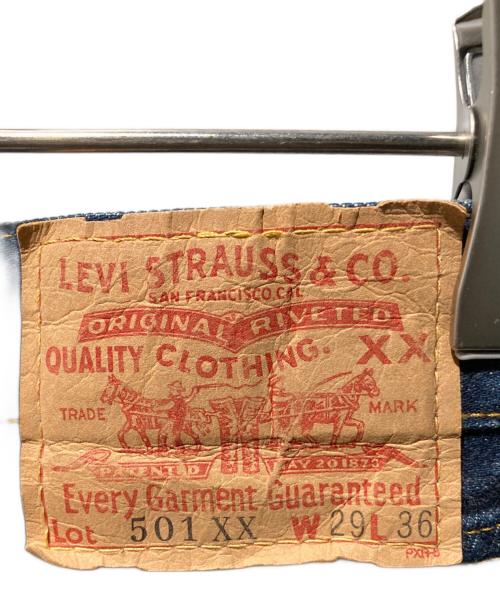 LEVI STRAUSS & CO.
SAN FRANCISCO, CAL
ORIGINAL RIVETED
QUALITY CLOTHING. XX
TRADE MARK
PATENTED MAY 20 1873
Every Garment Guaranteed
Lot 501 XX W 29 L 36